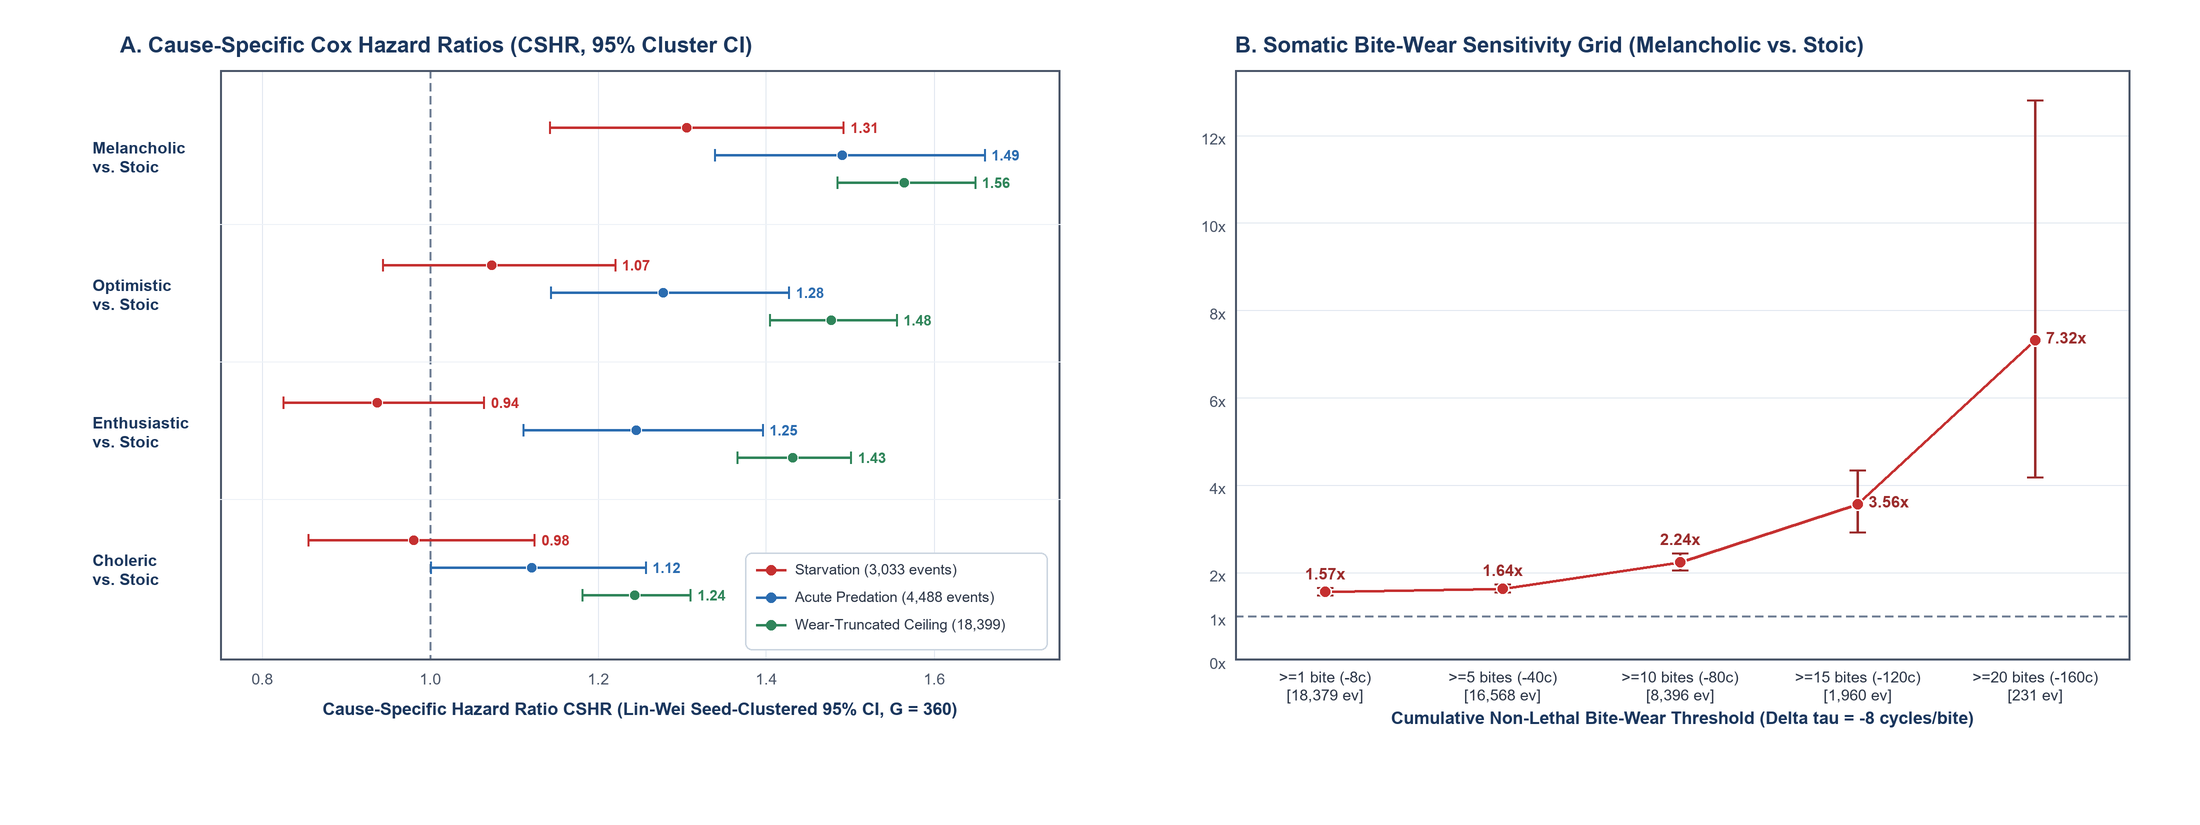 A. Cause-Specific Cox Hazard Ratios (CSHR, 95% Cluster CI)
Melancholic
vs. Stoic
1.31
1.49
1.56
Optimistic
vs. Stoic
1.07
1.28
1.48
Enthusiastic
vs. Stoic
0.94
1.25
1.43
Choleric
vs. Stoic
0.98
1.12
1.24
Starvation (3,033 events)
Acute Predation (4,488 events)
Wear-Truncated Ceiling (18,399)
0.8 1.0 1.2 1.4 1.6
Cause-Specific Hazard Ratio CSHR (Lin-Wei Seed-Clustered 95% CI, G = 360)
B. Somatic Bite-Wear Sensitivity Grid (Melancholic vs. Stoic)
12x
10x
8x
6x
4x
2x
1x
0x
1.57x
1.64x
2.24x
3.56x
7.32x
>=1 bite (-8c) >=5 bites (-40c) >=10 bites (-80c) >=15 bites (-120c) >=20 bites (-160c)
[18,379 ev] [16,568 ev] [8,396 ev] [1,960 ev] [231 ev]
Cumulative Non-Lethal Bite-Wear Threshold (Delta tau = -8 cycles/bite)